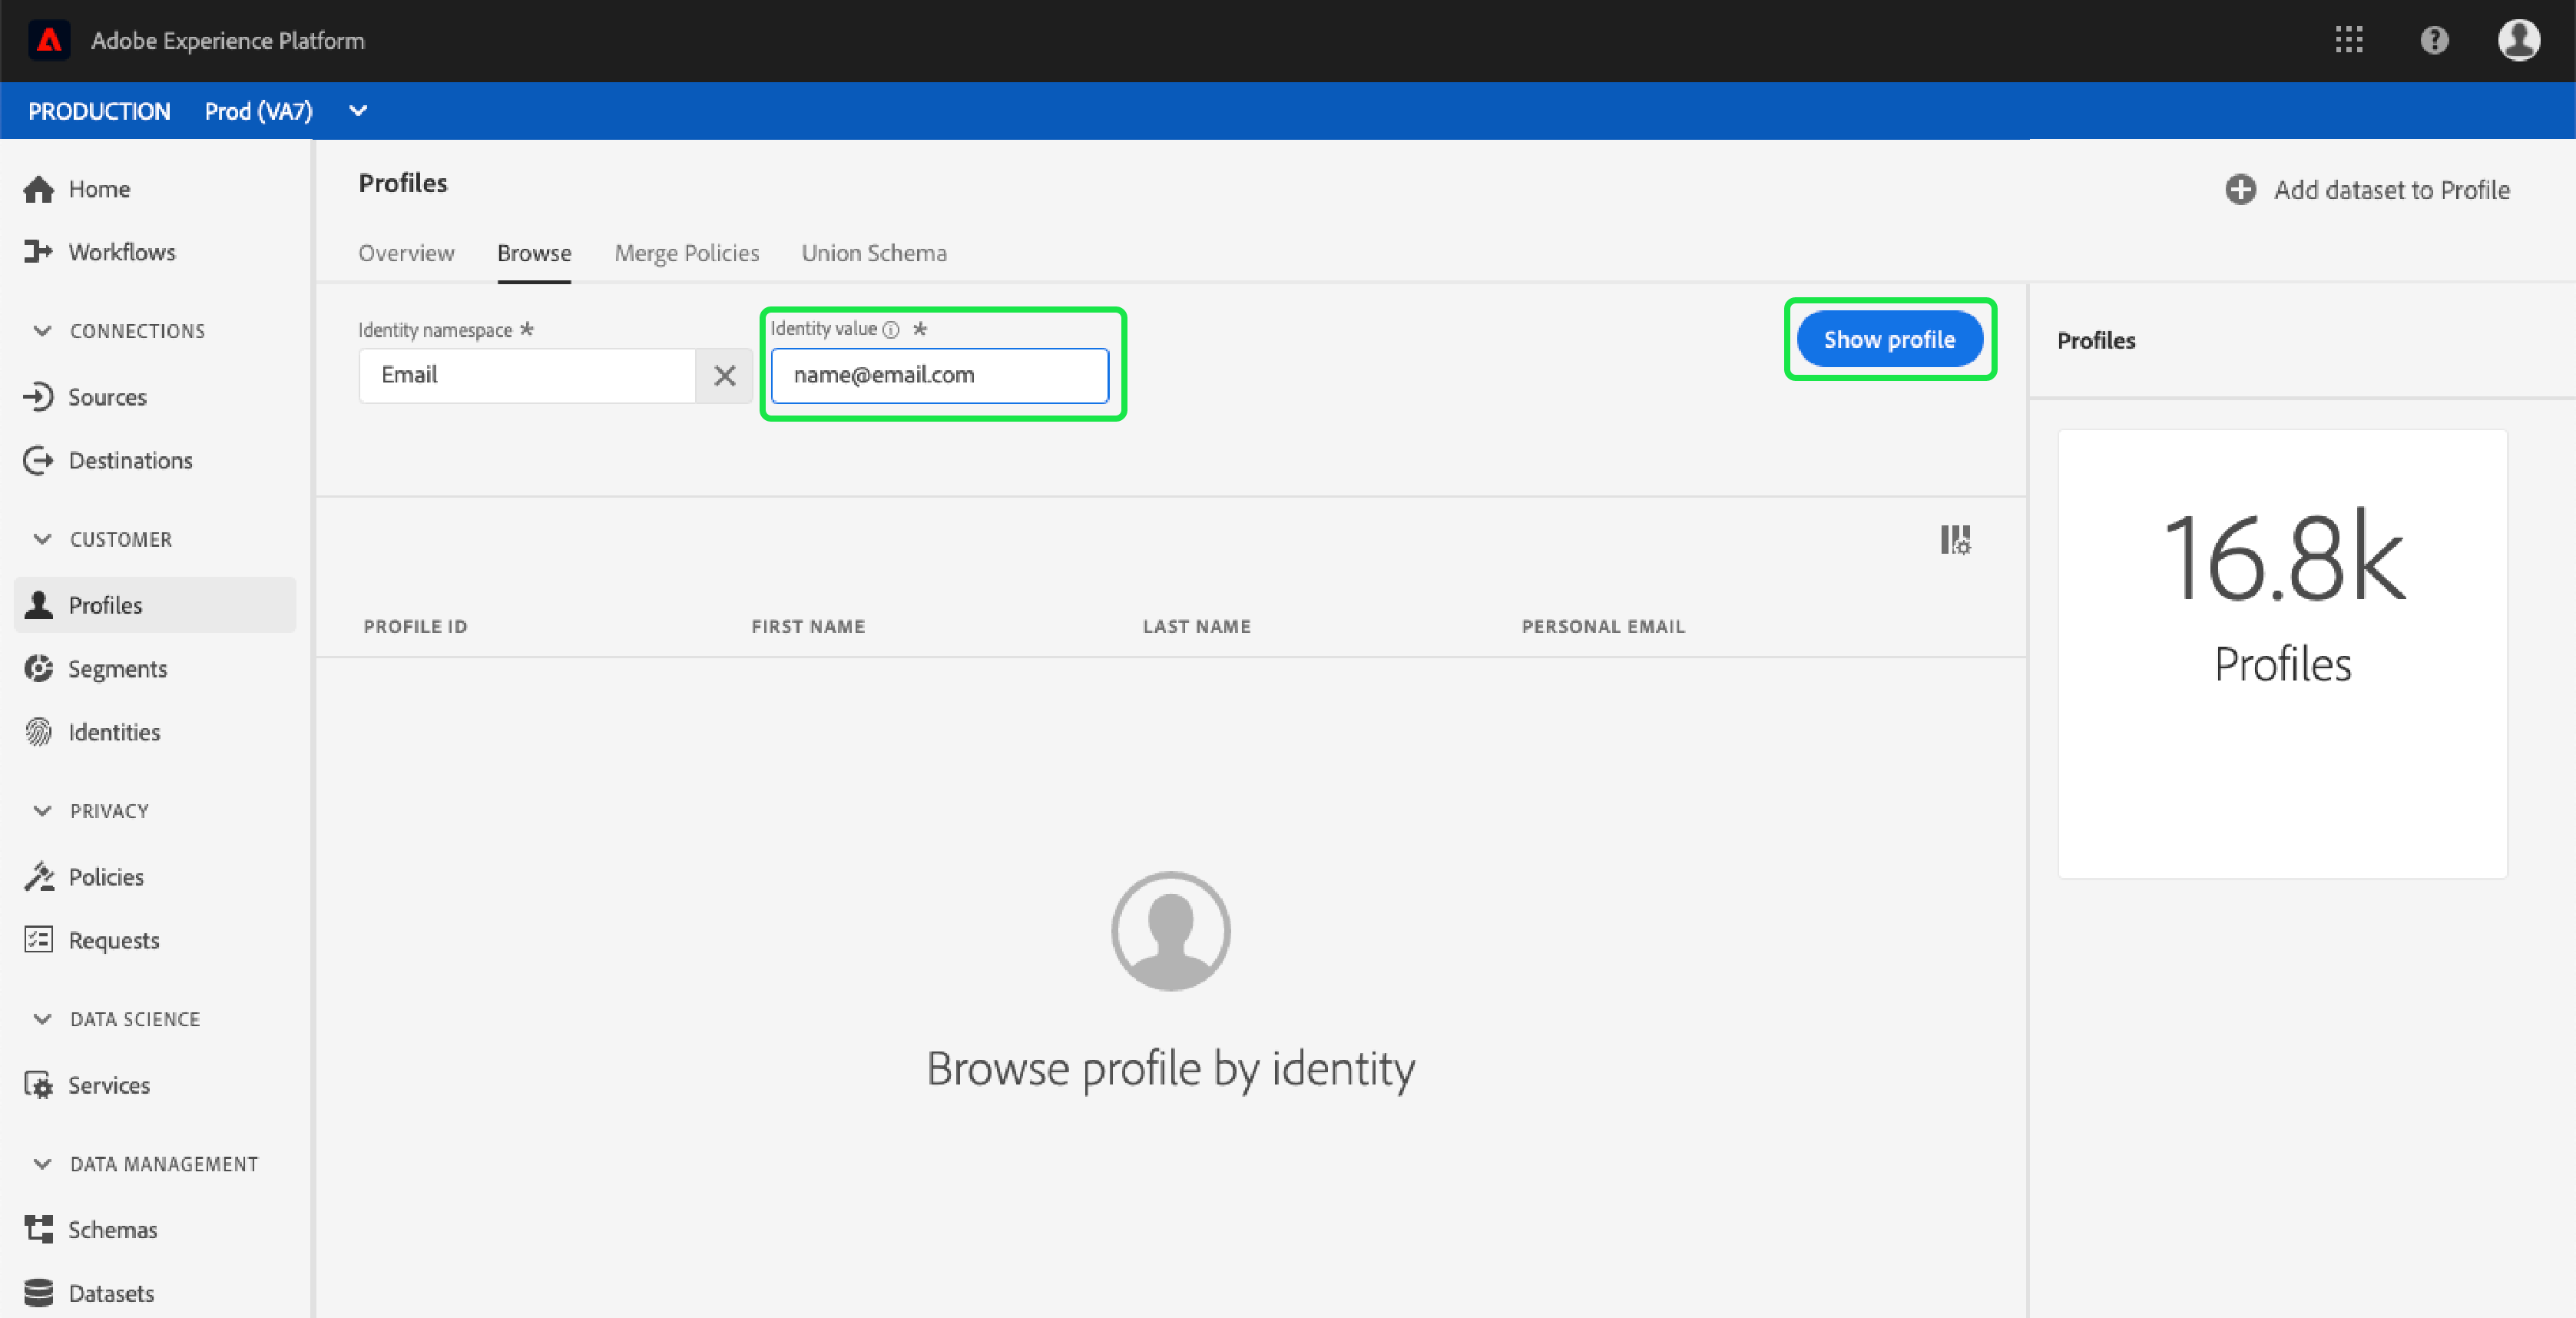 Adobe Experience Platform
PRODUCTION Prod (VA7)
Home
Workflows
CONNECTIONS
Sources
Destinations
CUSTOMER
Profiles
Segments
Identities
PRIVACY
Policies
Requests
DATA SCIENCE
Services
DATA MANAGEMENT
Schemas
Datasets
Profiles
Add dataset to Profile
Overview Browse Merge Policies Union Schema
Identity namespace * Identity value *
Email name@email.com
Show profile
PROFILE ID FIRST NAME LAST NAME PERSONAL EMAIL
Browse profile by identity
Profiles
16.8k
Profiles